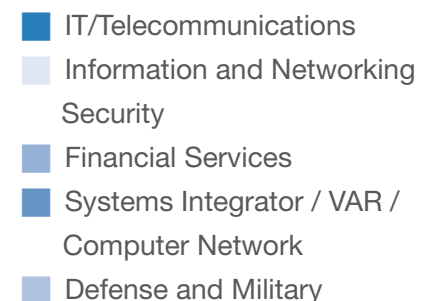 IT/Telecommunications
Information and Networking
Security
Financial Services
Systems Integrator / VAR /
Computer Network
Defense and Military